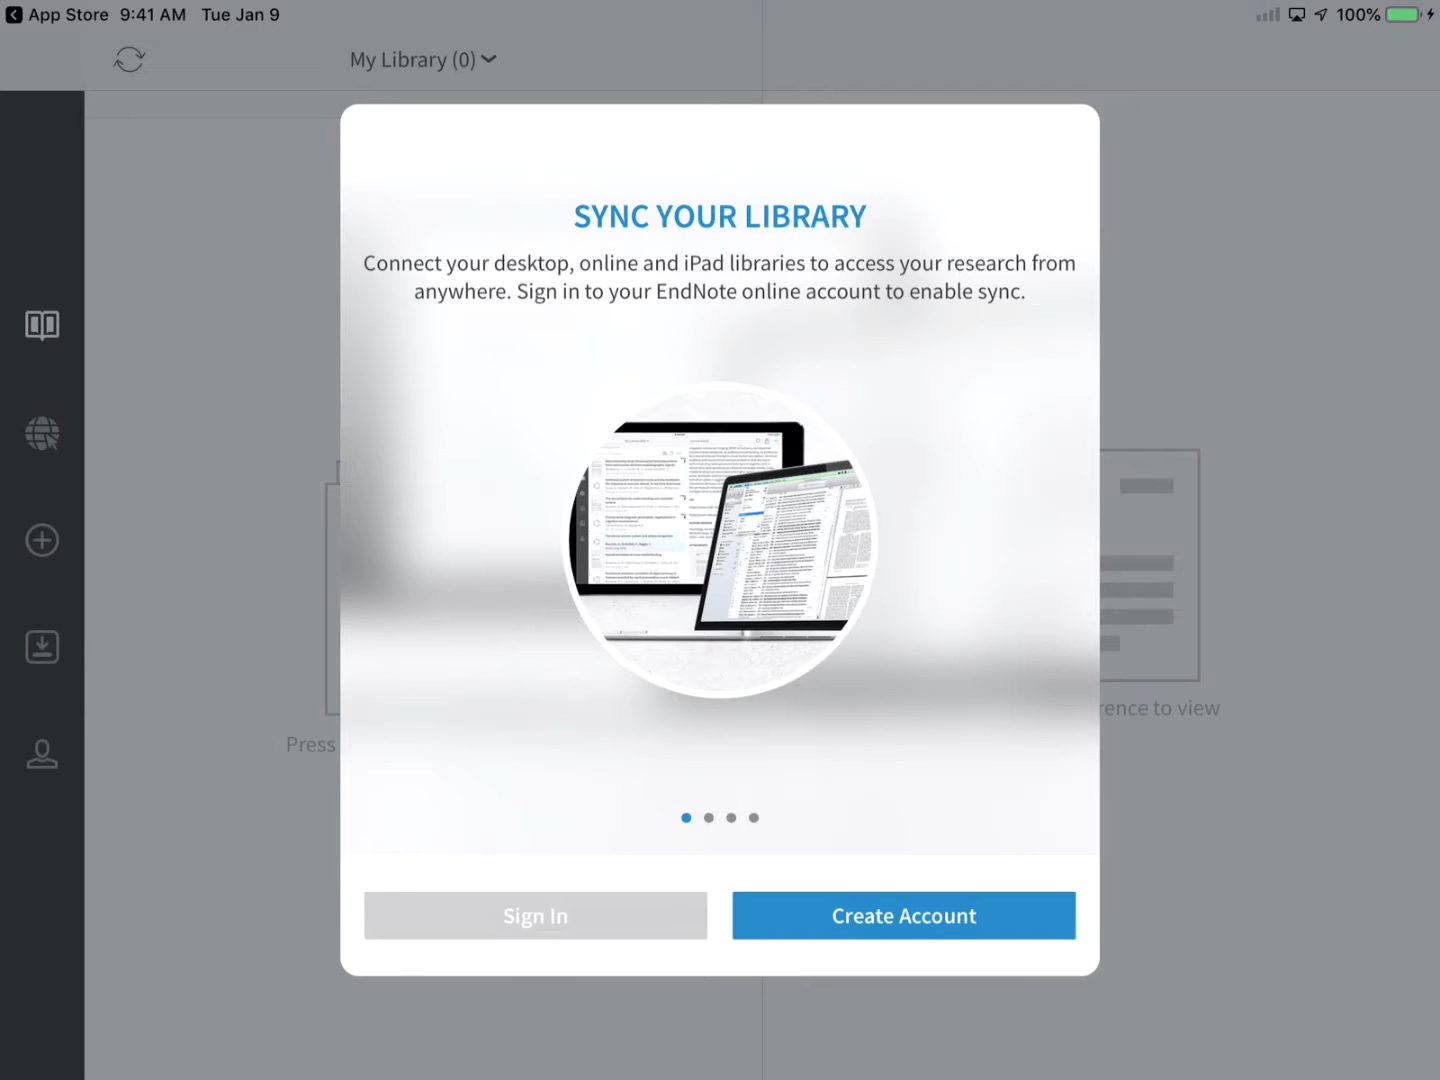 App Store 9:41 AM Tue Jan 9
100%
My Library (0)
SYNC YOUR LIBRARY
Connect your desktop, online and iPad libraries to access your research from
anywhere. Sign in to your EndNote online account to enable sync.
rence to view
Press
Sign In
Create Account